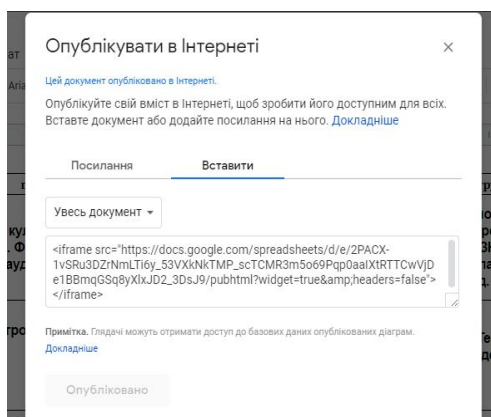 Опублікувати в Інтернеті
Цей документ опубліковано в Інтернеті.
Опублікуйте свій вміст в Інтернеті, щоб зробити його доступним для всіх.
Вставте документ або додайте посилання на нього. Докладніше
Посилання Вставити
Увесь документ
<iframe src="https://docs.google.com/spreadsheets/d/e/2PACX-
1vSRu3DZrNmLTi6y_53VXkNkTMP_scTCMR3m5o69Pqp0aaIXtRTTCwVjD
e1BBmqGSq8yXlxJD2_3DsJ9/pubhtml?widget=true&amp;headers=false">
</iframe>
Примітка. Глядачі можуть отримати доступ до базових даних опублікованих діаграм.
Докладніше
Опубліковано